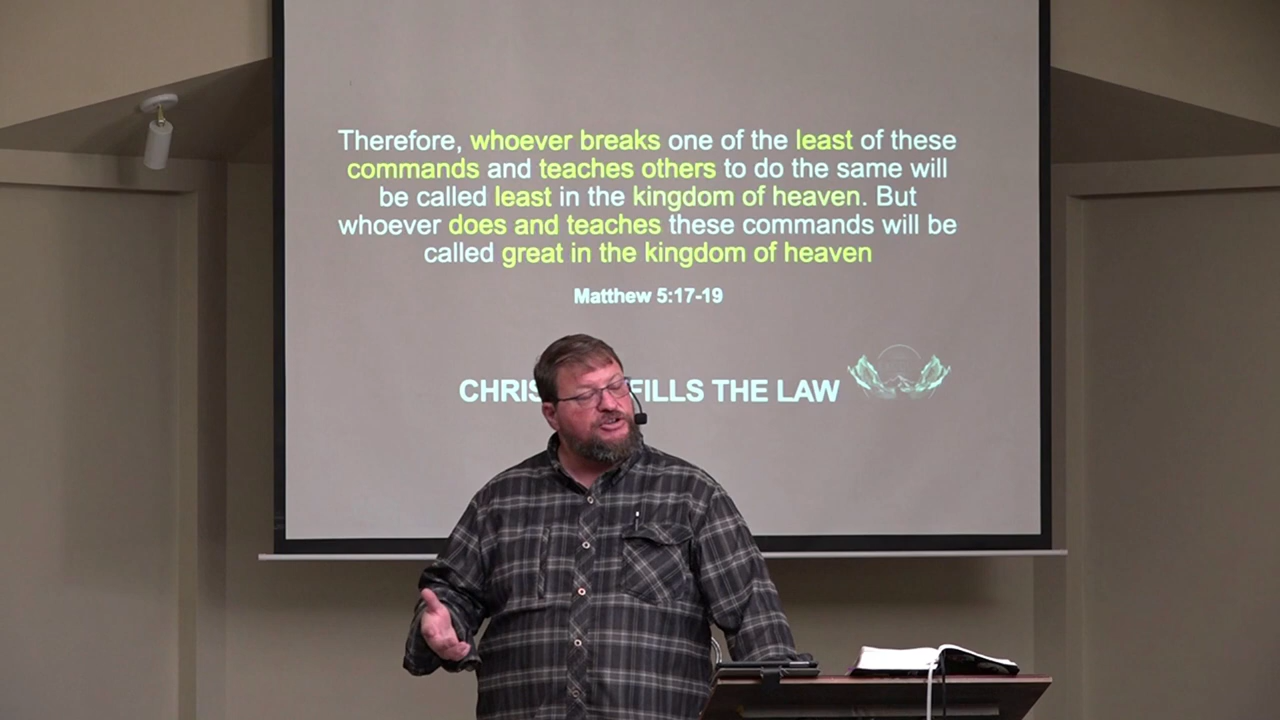 Therefore, whoever breaks one of the least of these
commands and teaches others to do the same will
be called least in the kingdom of heaven. But
whoever does and teaches these commands will be
called great in the kingdom of heaven
Matthew 5:17-19
THE LAW